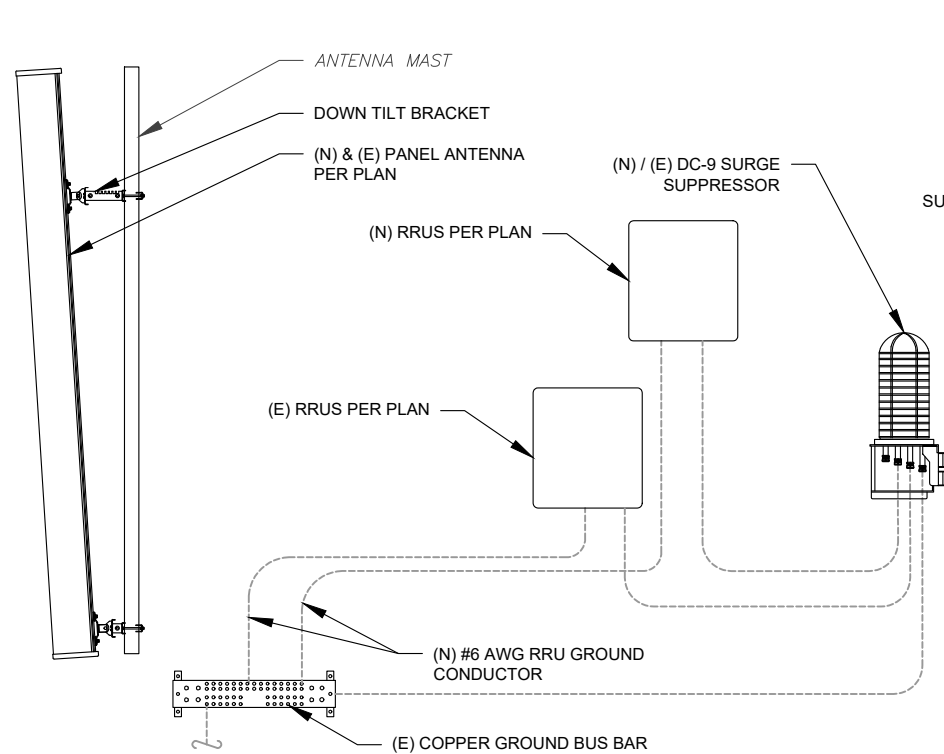 ANTENNA MAST
DOWN TILT BRACKET
(N) & (E) PANEL ANTENNA
PER PLAN
(N) / (E) DC-9 SURGE
SUPPRESSOR
SU
(N) RRUS PER PLAN
(E) RRUS PER PLAN
(N) #6 AWG RRU GROUND
CONDUCTOR
(E) COPPER GROUND BUS BAR